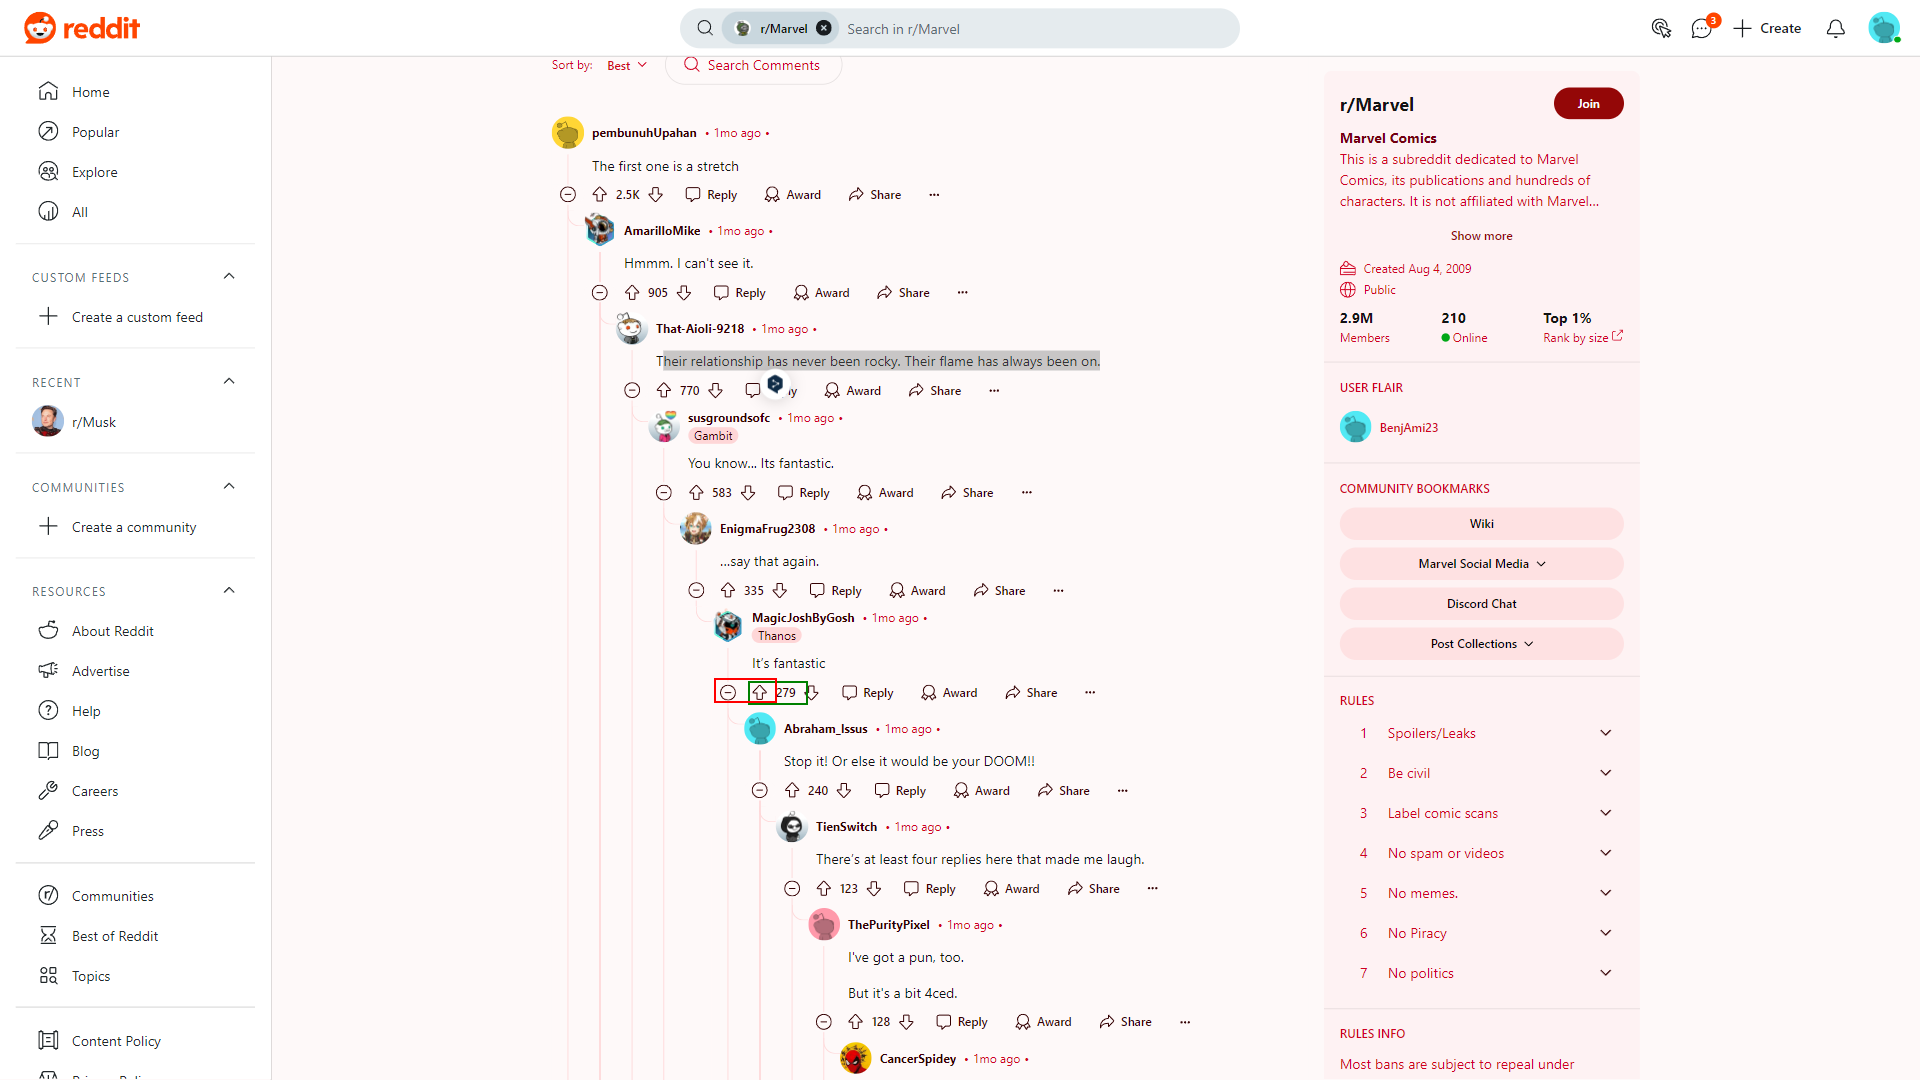 reddit
r/Marvel
Search in r/Marvel
3
Create
Home
Popular
Explore
All
CUSTOM FEEDS
Create a custom feed
RECENT
r/Musk
COMMUNITIES
Create a community
RESOURCES
About Reddit
Advertise
Help
Blog
Careers
Press
Communities
Best of Reddit
Topics
Content Policy
Sort by: Best
Search Comments
pembunuhUpahan • 1mo ago •
The first one is a stretch
2.5K Reply Award Share ...
AmarilloMike • 1mo ago •
Hmmm. I can't see it.
905 Reply Award Share ...
That-Aioli-9218 • 1mo ago •
Their relationship has never been rocky. Their flame has always been on.
770 Award Share ...
susgroundsofc • 1mo ago •
Gambit
You know... Its fantastic.
583 Reply Award Share ...
EnigmaFrug2308 • 1mo ago •
...say that again.
335 Reply Award Share ...
MagicJoshByGosh • 1mo ago •
Thanos
It’s fantastic
279 Reply Award Share ...
Abraham_Issus • 1mo ago •
Stop it! Or else it would be your DOOM!!
240 Reply Award Share ...
TienSwitch • 1mo ago •
There’s at least four replies here that made me laugh.
123 Reply Award Share ...
ThePurityPixel • 1mo ago •
I've got a pun, too.
But it's a bit 4ced.
128 Reply Award Share ...
CancerSpidey • 1mo ago •
r/Marvel
Join
Marvel Comics
This is a subreddit dedicated to Marvel
Comics, its publications and hundreds of
characters. It is not affiliated with Marvel...
Show more
Created Aug 4, 2009
Public
2.9M 210 Top 1%
Members Online Rank by size
USER FLAIR
BenjAmi23
COMMUNITY BOOKMARKS
Wiki
Marvel Social Media
Discord Chat
Post Collections
RULES
1 Spoilers/Leaks
2 Be civil
3 Label comic scans
4 No spam or videos
5 No memes.
6 No Piracy
7 No politics
RULES INFO
Most bans are subject to repeal under